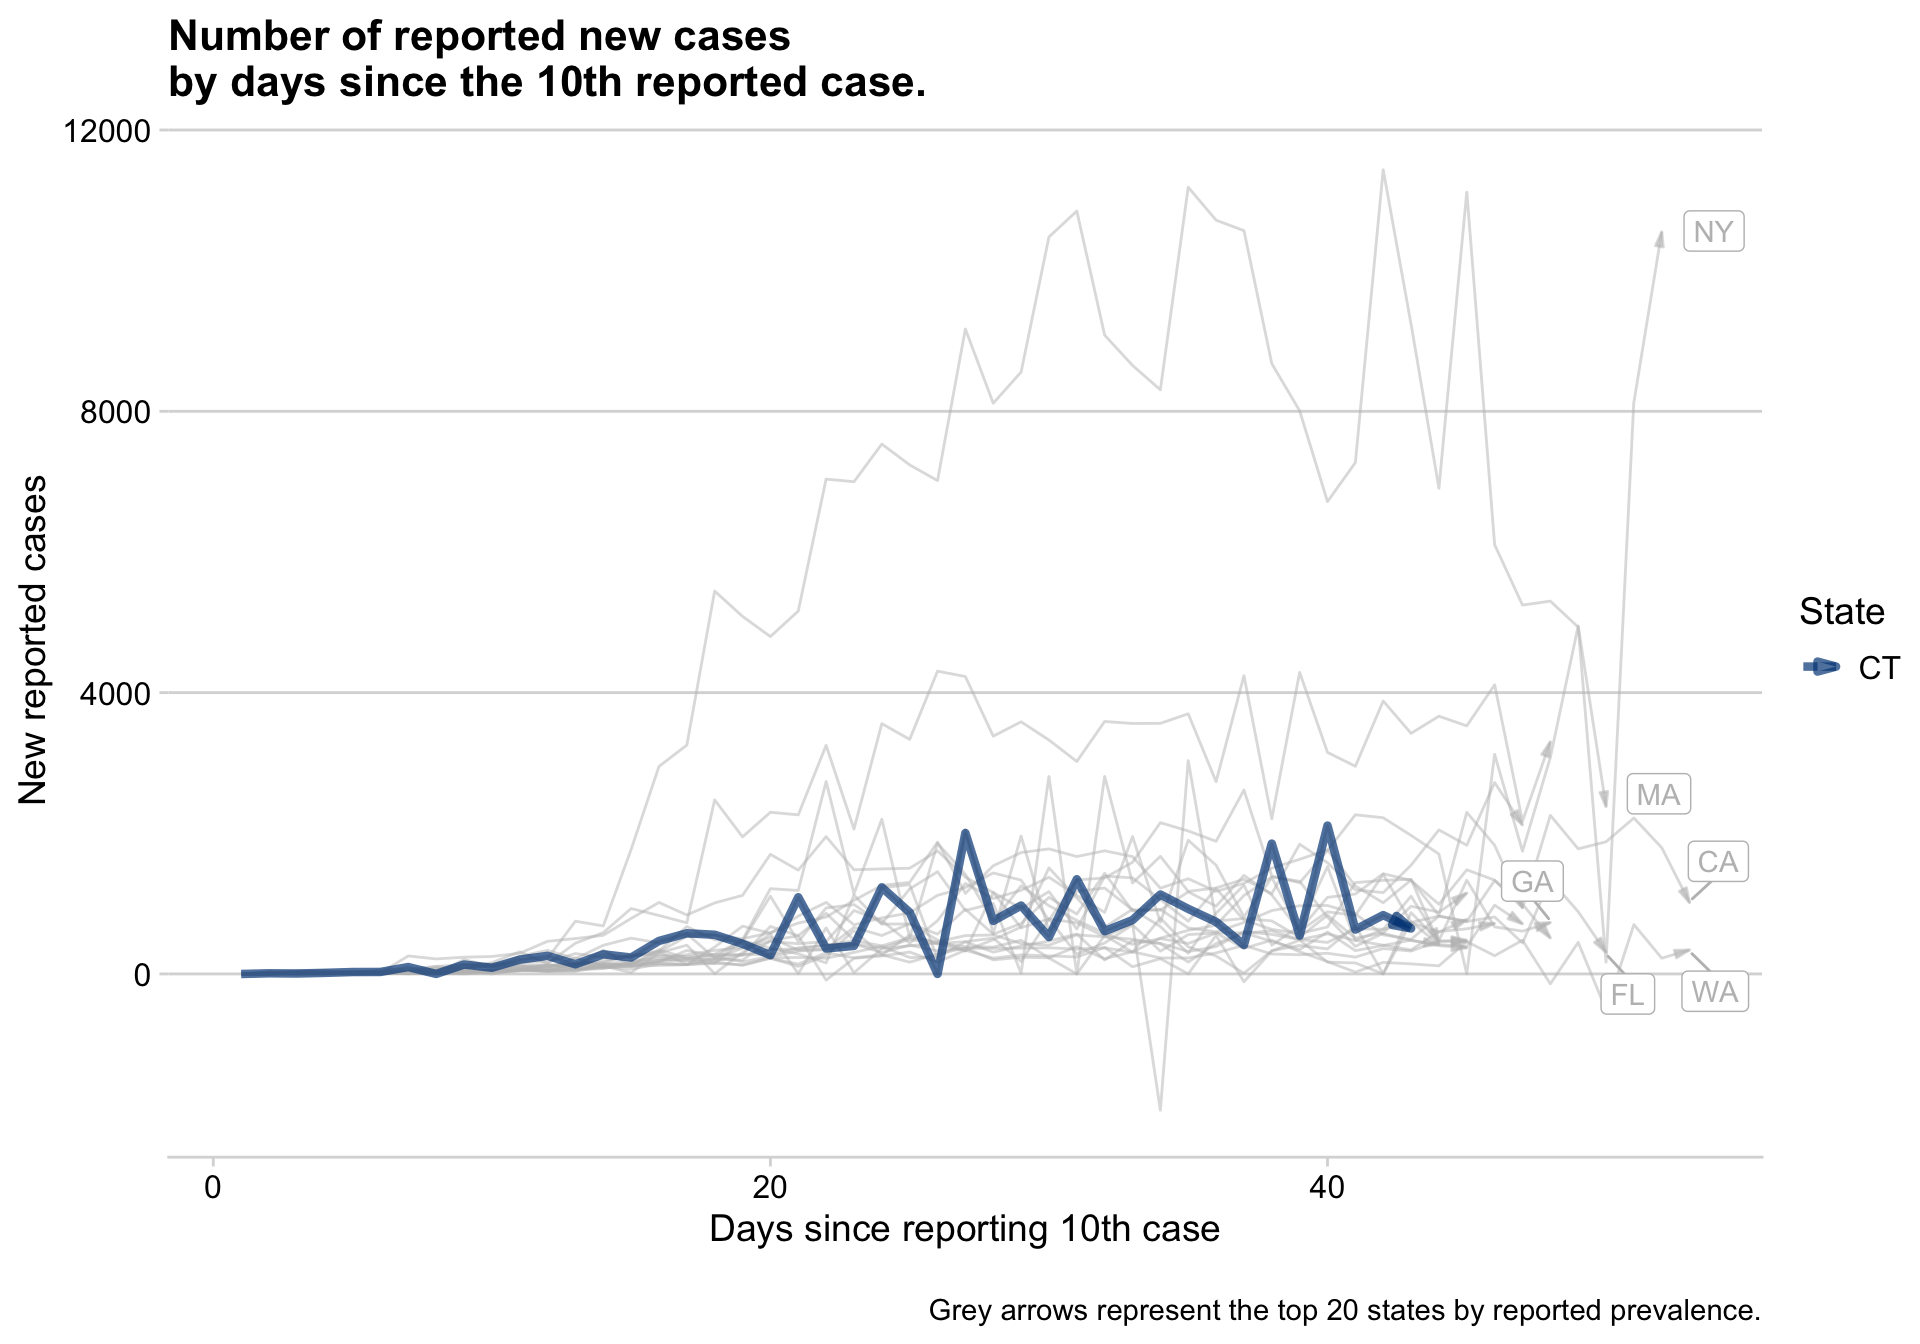 Number of reported new cases
by days since the 10th reported case.
12000
8000
4000
0
New reported cases
NY
MA
CA
GA
FL
WA
State
CT
0
20
40
Days since reporting 10th case
Grey arrows represent the top 20 states by reported prevalence.